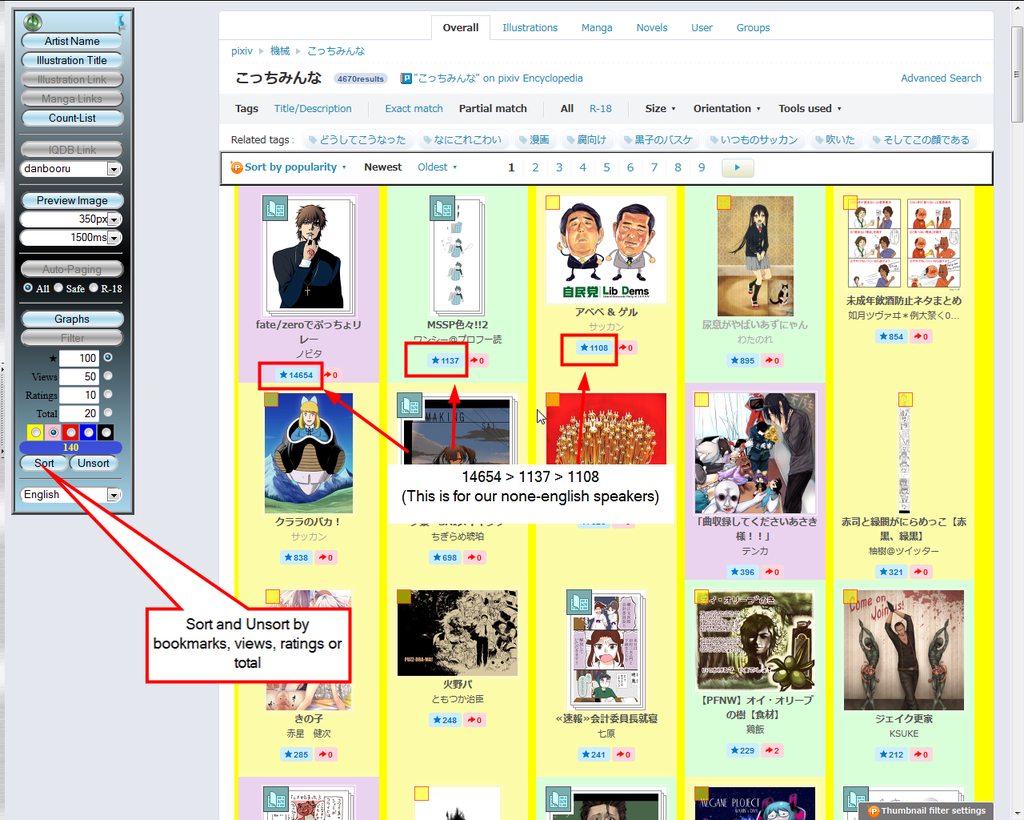 Artist Name
Illustration Title
Illustration Link
Manga Links
Count-List
IQDB Link
danbooru
Preview Image
350px
1500ms
Auto-Paging
All Safe R-18
Graphs
Filter
★ 100
Views 50
Ratings 10
Total 20
140
Sort Unsort
English
Overall Illustrations Manga Novels User Groups
pixiv 機械 こっちみんな
こっちみんな 4670results "こっちみんな" on pixiv Encyclopedia Advanced Search
Tags Title/Description Exact match Partial match All R-18 Size Orientation Tools used
Related tags: どうしてこうなった なにこれこわい 漫画 腐向け 黒子のバスケ いつものサッカン 吹いた そしてこの顔である
Sort by popularity Newest Oldest 1 2 3 4 5 6 7 8 9
fate/zeroでぷっちょリ
レー
ノビタ
★14654 0
MSSP色々!!2
ワンシー@プロフ一読
★1137 0
自民党 Lib Dems
アベベ & ゲル
サッカン
★1108 0
尿意がやばいあずにゃん
わたのれ
★895 0
未成年飲酒防止ネタまとめ
如月ツヴァヰ*例大祭く0...
★854 0
クララのバカ!
サッカン
★838 0
MAKING
ちぎらめ琥珀
★698 0
14654 > 1137 > 1108
(This is for our none-english speakers)
「曲収録してくださいあさき
様!!」
テンカ
★396 0
赤司と緑間がにらめっこ【赤
黒、緑黒】
柚樹@ツイッター
★321 0
Sort and Unsort by
bookmarks, views, ratings or
total
きの子
赤星 健次
★285 0
火野パ
ともつか治臣
★248 0
≪速報≫会計委員長就寝
七原
★241 0
【PFNW】オイ・オリーブ
の樹【食材】
鶏飯
★229 2
Come on
Join us!
ジェイク更家
KSUKE
★212 0
Thumbnail filter settings